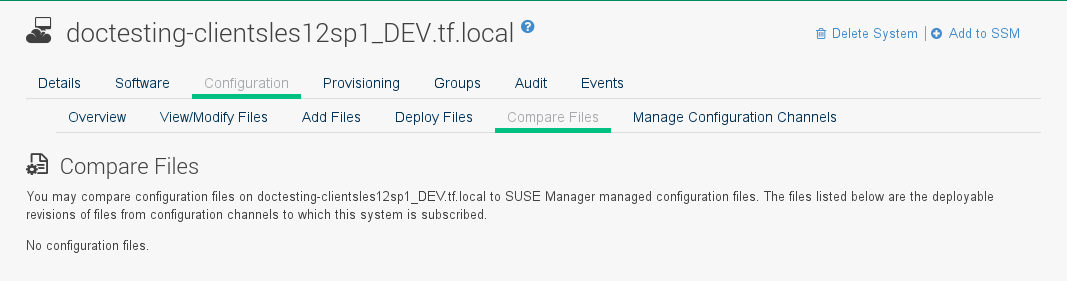 doctesting-clientsles12sp1_DEV.tf.local ?
Delete System | Add to SSM
Details Software Configuration Provisioning Groups Audit Events
Overview View/Modify Files Add Files Deploy Files Compare Files Manage Configuration Channels
Compare Files
You may compare configuration files on doctesting-clientsles12sp1_DEV.tf.local to SUSE Manager managed configuration files. The files listed below are the deployable
revisions of files from configuration channels to which this system is subscribed.
No configuration files.